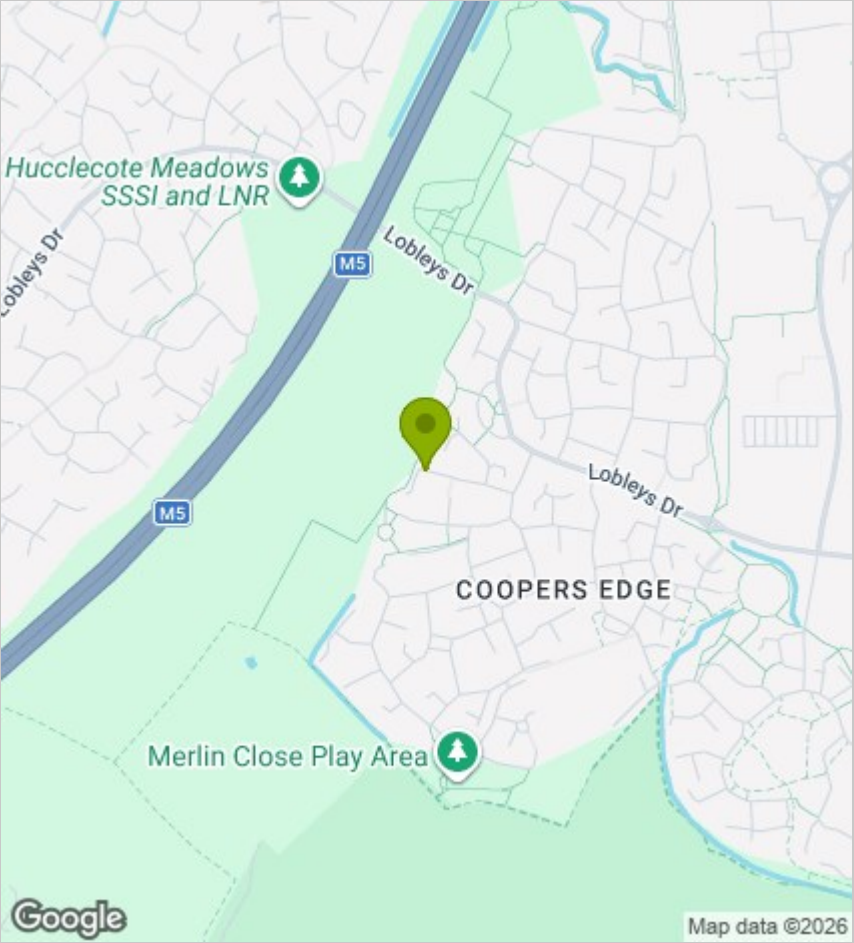 Hucclecote Meadows
SSSI and LNR
Lobleys Dr
Lobleys Dr
M5
Lobleys Dr
M5
COOPERS EDGE
Merlin Close Play Area
Google
Map data ©2026